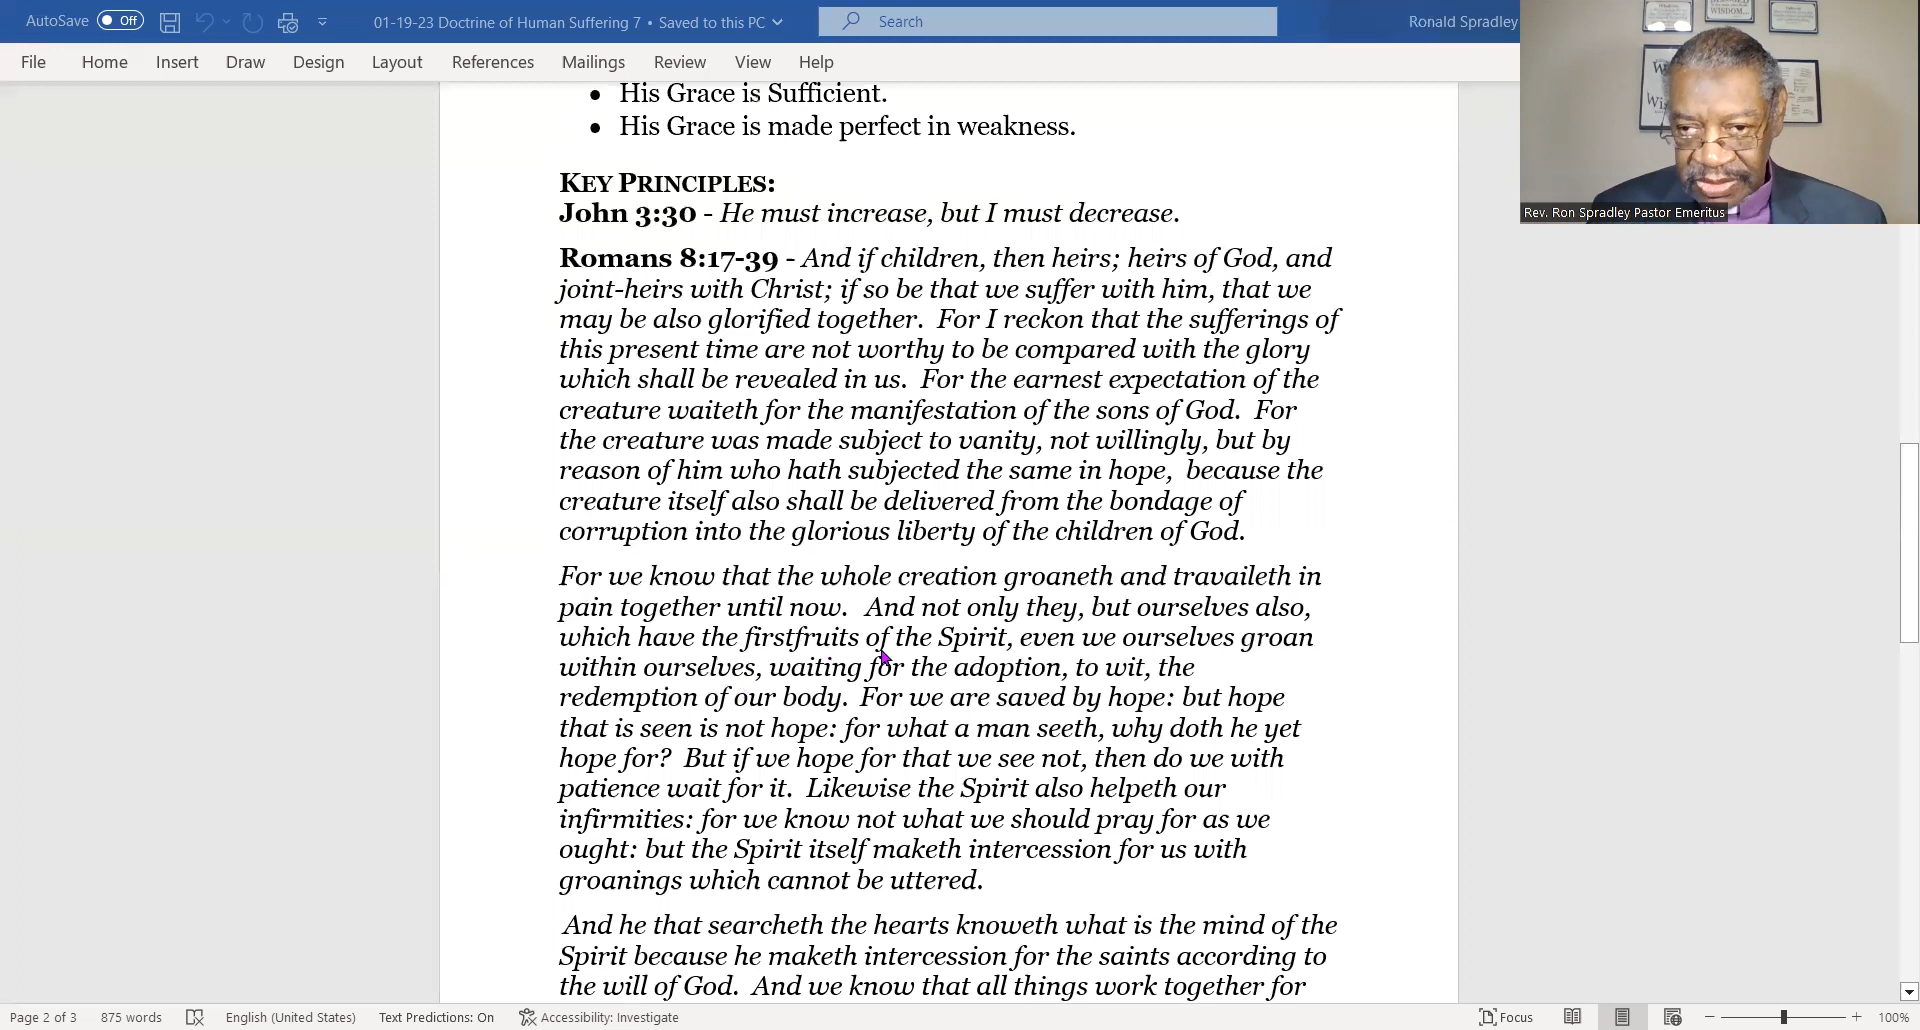 AutoSave Off
01-19-23 Doctrine of Human Suffering 7 • Saved to this PC
Search
Ronald Spradley
File Home Insert Draw Design Layout References Mailings Review View Help
WISDOM...
• His Grace is Sufficient.
• His Grace is made perfect in weakness.
KEY PRINCIPLES:
John 3:30 - He must increase, but I must decrease.
Romans 8:17-39 - And if children, then heirs; heirs of God, and
joint-heirs with Christ; if so be that we suffer with him, that we
may be also glorified together. For I reckon that the sufferings of
this present time are not worthy to be compared with the glory
which shall be revealed in us. For the earnest expectation of the
creature waiteth for the manifestation of the sons of God. For
the creature was made subject to vanity, not willingly, but by
reason of him who hath subjected the same in hope, because the
creature itself also shall be delivered from the bondage of
corruption into the glorious liberty of the children of God.
For we know that the whole creation groaneth and travaileth in
pain together until now. And not only they, but ourselves also,
which have the firstfruits of the Spirit, even we ourselves groan
within ourselves, waiting for the adoption, to wit, the
redemption of our body. For we are saved by hope: but hope
that is seen is not hope: for what a man seeth, why doth he yet
hope for? But if we hope for that we see not, then do we with
patience wait for it. Likewise the Spirit also helpeth our
infirmities: for we know not what we should pray for as we
ought: but the Spirit itself maketh intercession for us with
groanings which cannot be uttered.
And he that searcheth the hearts knoweth what is the mind of the
Spirit because he maketh intercession for the saints according to
the will of God. And we know that all things work together for
Rev. Ron Spradley Pastor Emeritus
Page 2 of 3 875 words English (United States) Text Predictions: On Accessibility: Investigate Focus 100%